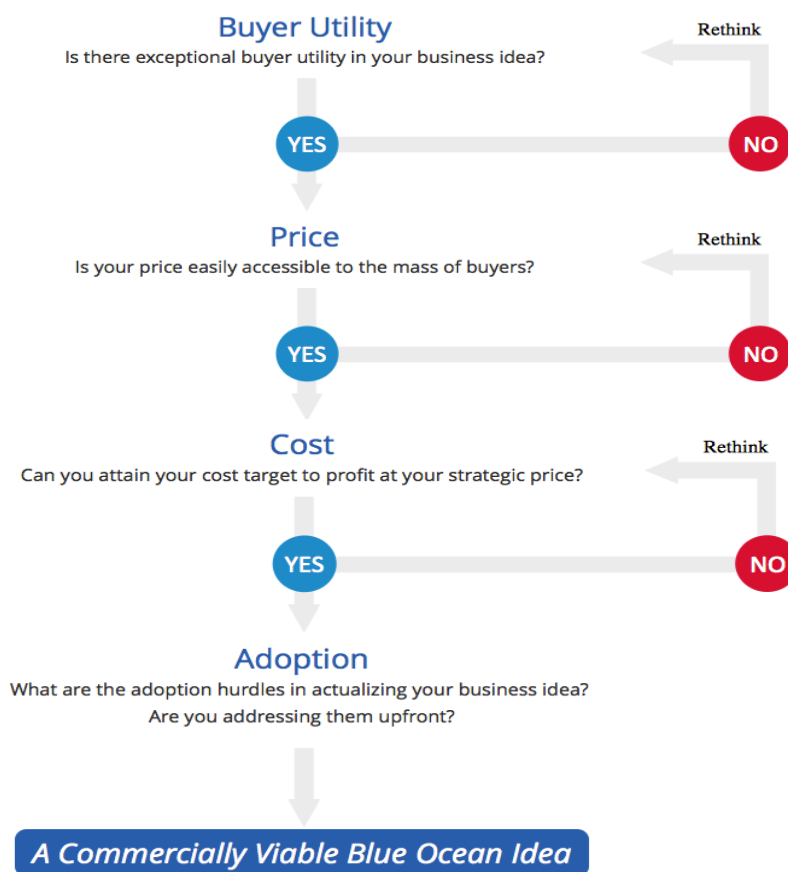 Buyer Utility
Rethink
Is there exceptional buyer utility in your business idea?
YES
NO
Price
Rethink
Is your price easily accessible to the mass of buyers?
YES
NO
Cost
Rethink
Can you attain your cost target to profit at your strategic price?
YES
NO
Adoption
What are the adoption hurdles in actualizing your business idea?
Are you addressing them upfront?
A Commercially Viable Blue Ocean Idea